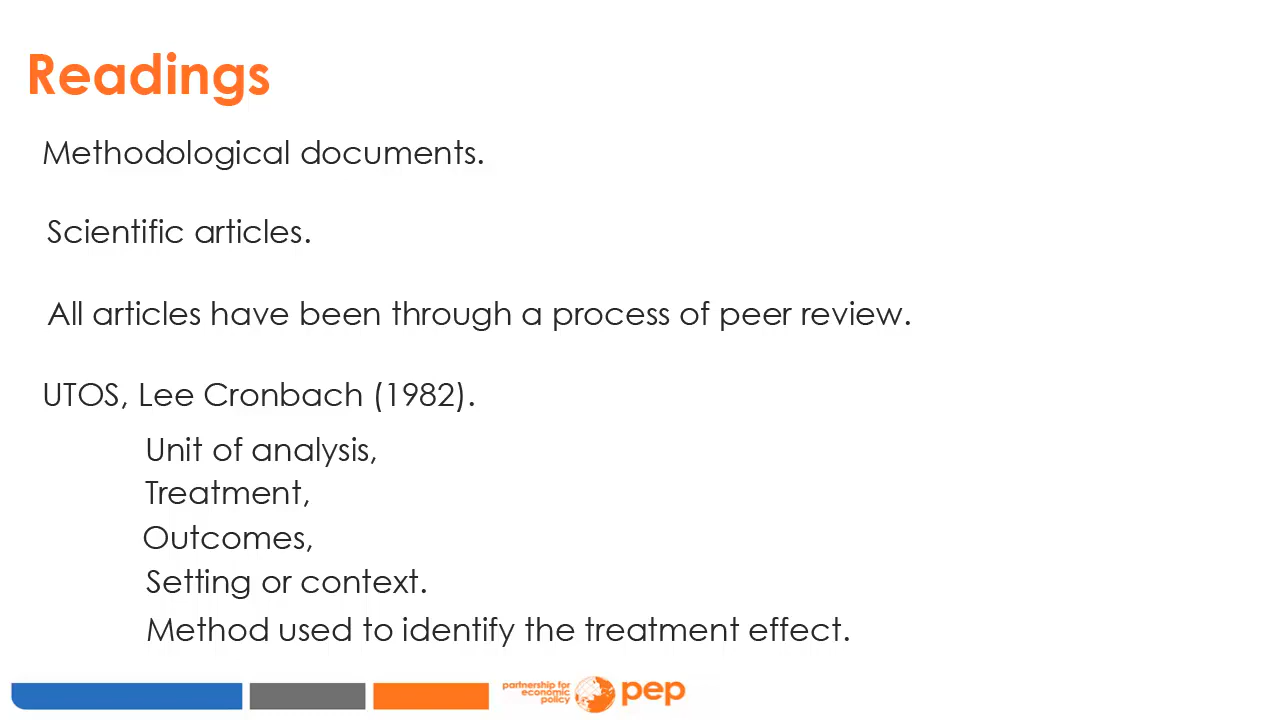 Readings
Methodological documents.
Scientific articles.
All articles have been through a process of peer review.
UTOS, Lee Cronbach (1982).
Unit of analysis,
Treatment,
Outcomes,
Setting or context.
Method used to identify the treatment effect.
partnership for
economic
policy
pep